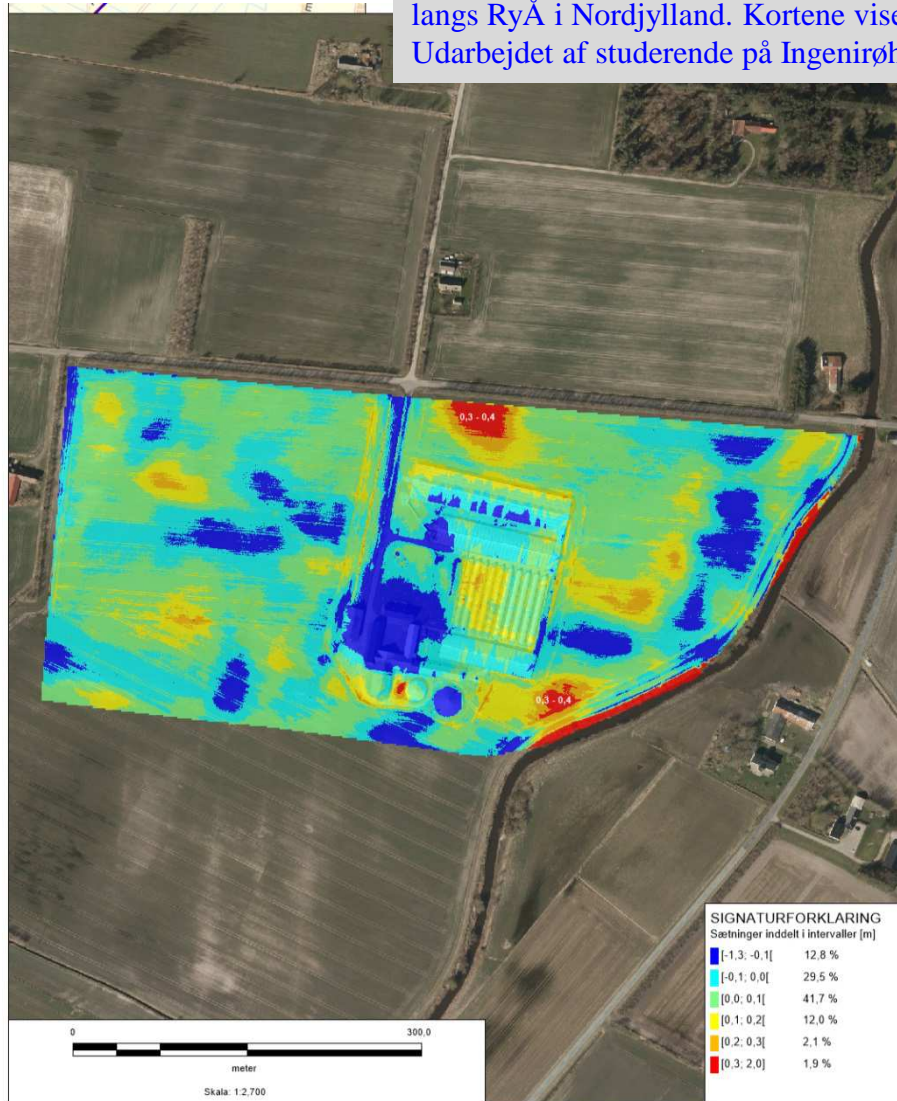 E
langs RyÅ i Nordjylland. Kortene vise
Udarbejdet af studerende på Ingenirøh
0,3 - 0,4
0,3 - 0,4
SIGNATURFORKLARING
Sætninger inddelt i intervaller [m]
[-1,3; -0,1[ 12,8 %
[-0,1; 0,0[ 29,5 %
[0,0; 0,1[ 41,7 %
[0,1; 0,2[ 12,0 %
[0,2; 0,3[ 2,1 %
[0,3; 2,0] 1,9 %
0 300,0
meter
Skala: 1:2,700